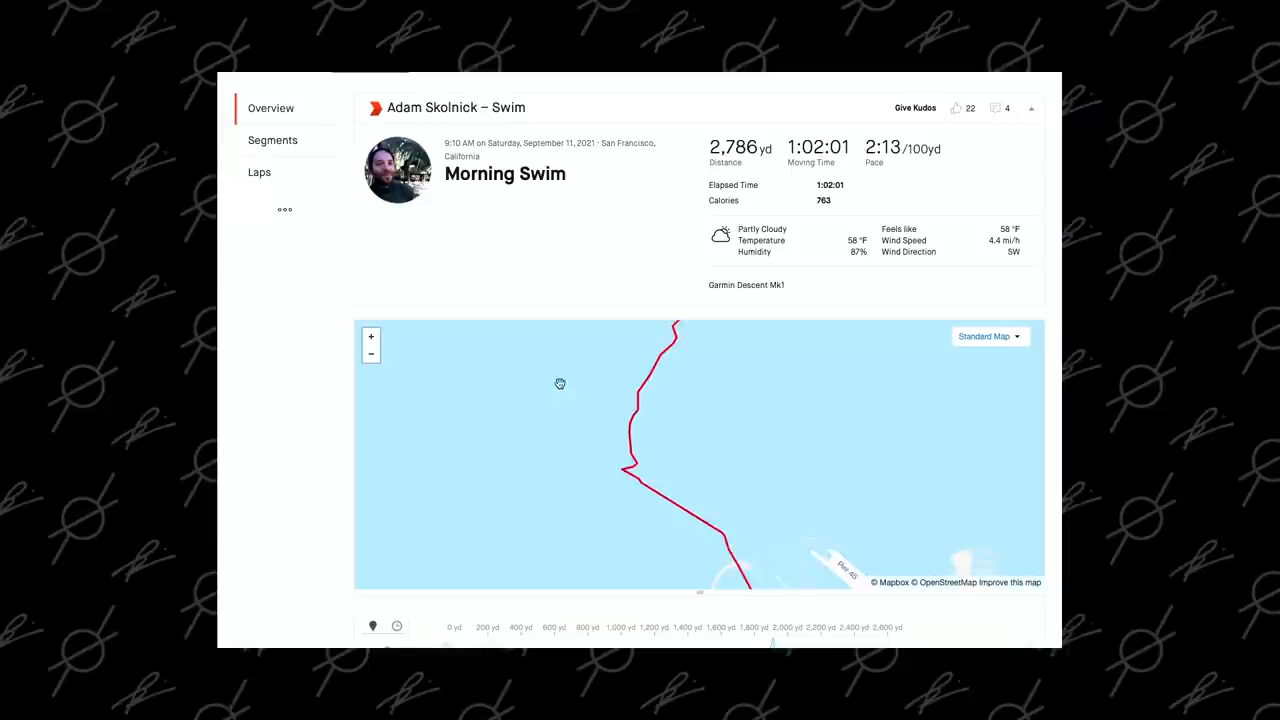 Overview
Segments
Laps
Adam Skolnick – Swim
Give Kudos 22 4
9:10 AM on Saturday, September 11, 2021 · San Francisco,
California
Morning Swim
2,786 yd 1:02:01 2:13 /100yd
Distance Moving Time Pace
Elapsed Time 1:02:01
Calories 763
Partly Cloudy Feels like 58 °F
Temperature 58 °F Wind Speed 4.4 mi/h
Humidity 87% Wind Direction SW
Garmin Descent Mk1
+
−
Standard Map
Pier 45
© Mapbox © OpenStreetMap Improve this map
0 yd 200 yd 400 yd 600 yd 800 yd 1,000 yd 1,200 yd 1,400 yd 1,600 yd 1,800 yd 2,000 yd 2,200 yd 2,400 yd 2,600 yd